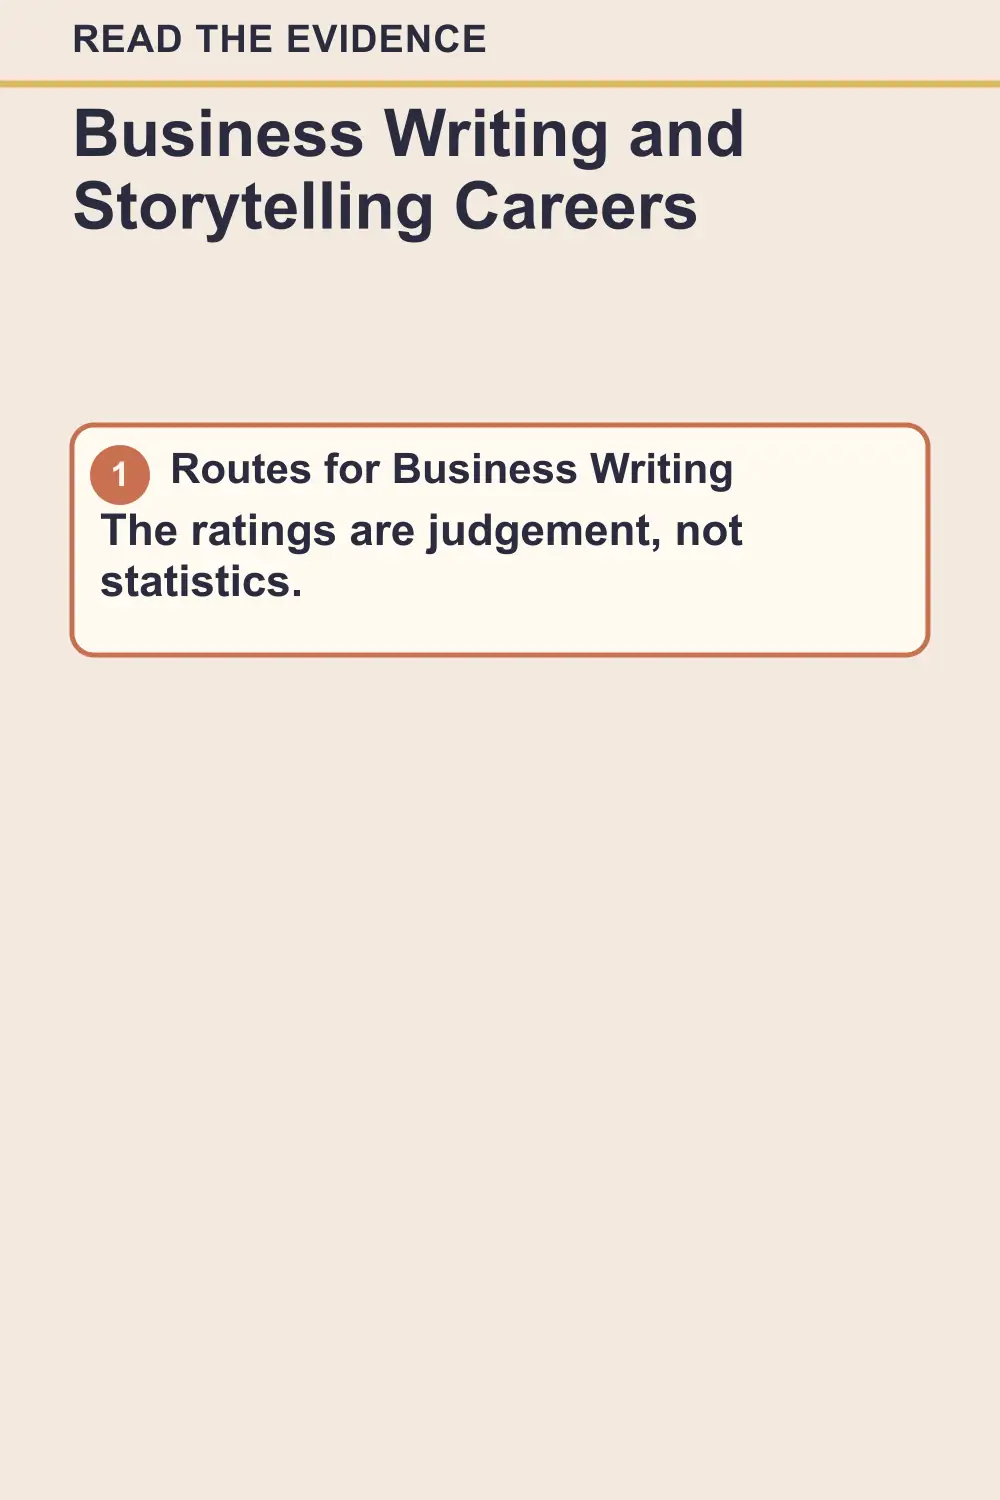 READ THE EVIDENCE
Business Writing and
Storytelling Careers
1 Routes for Business Writing
The ratings are judgement, not
statistics.